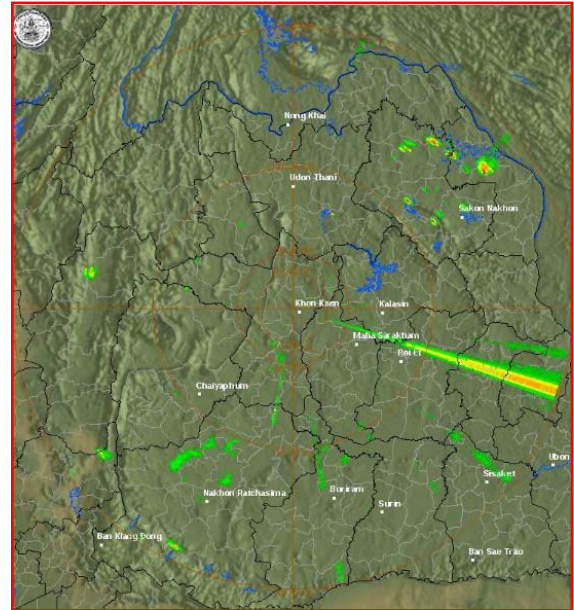 Nong Khai
Udon Thani
Sakon Nakhon
Khon Kaen
Kalasin
Maha Sarakham
Roi Et
Chaiyaphum
Ubon
Sisaket
Nakhon Ratchasima
Buriram
Surin
Ban Klang Dong
Ban Sae Trao